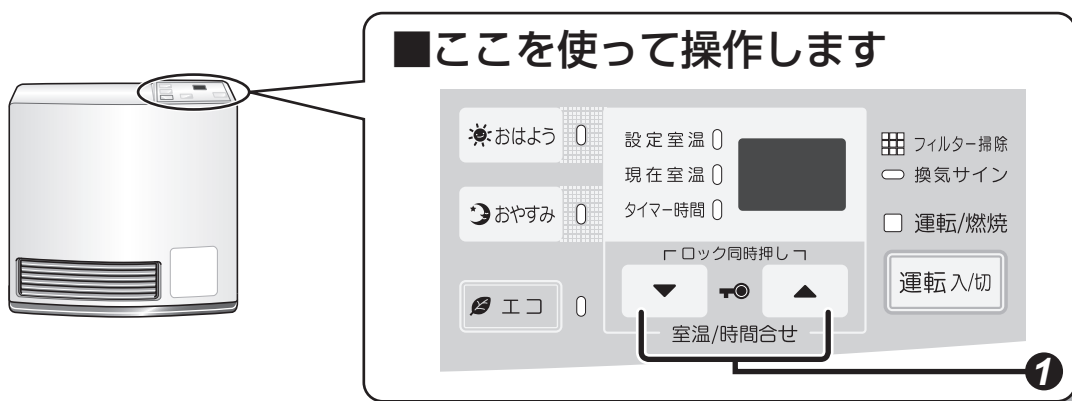 ■ここを使って操作します
おはよう
設定室温
フィルター掃除
現在室温
換気サイン
おやすみ
タイマー時間
運転/燃焼
ロック同時押し
エコ
▼
▲
運転入/切
室温/時間合せ
1